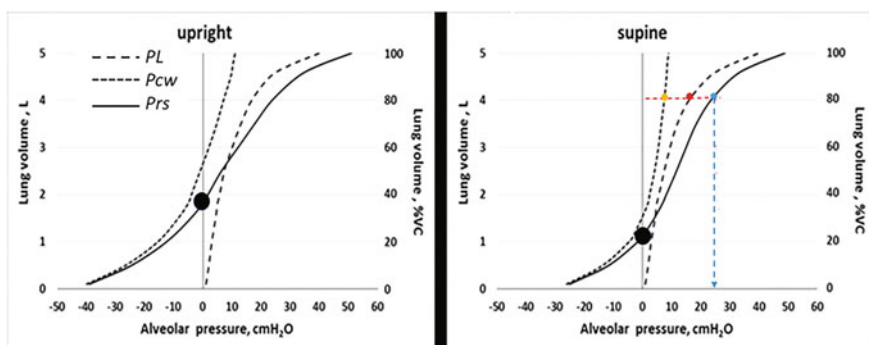 upright
Lung volume , L
5
4
3
2
1
0
PL
Pcw
Prs
100
80
60
40
20
0
Lung volume , %VC
-50 -40 -30 -20 -10 0 10 20 30 40 50 60
Alveolar pressure, cmH₂O
supine
Lung volume , L
5
4
3
2
1
0
100
80
60
40
20
0
Lung volume , %VC
-50 -40 -30 -20 -10 0 10 20 30 40 50 60
Alveolar pressure, cmH₂O